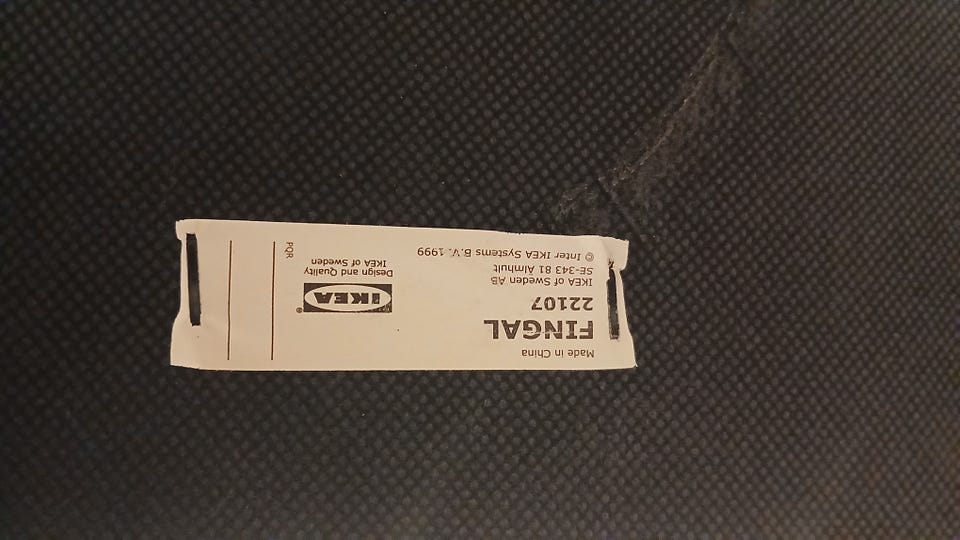 Made in China
FINGAL
22107
IKEA of Sweden AB
SE-343 81 Älmhult
© Inter IKEA Systems B.V. 1999
IKEA®
Design and Quality
IKEA of Sweden
PQR